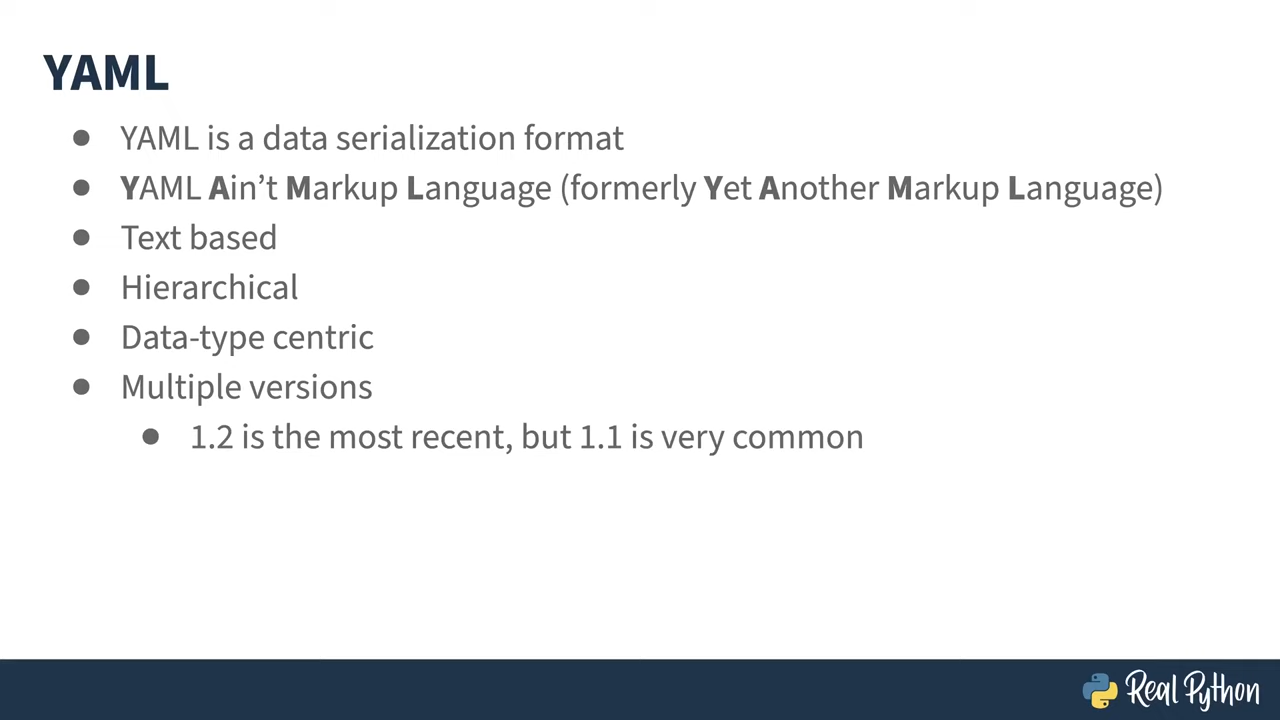 YAML
● YAML is a data serialization format
● YAML Ain’t Markup Language (formerly Yet Another Markup Language)
● Text based
● Hierarchical
● Data-type centric
● Multiple versions
● 1.2 is the most recent, but 1.1 is very common
Real Python